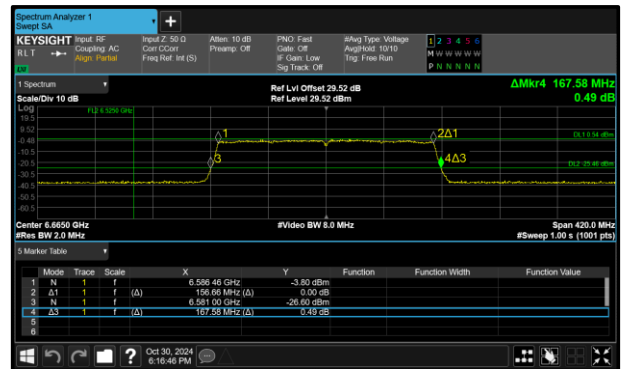 Spectrum Analyzer 1
Swept SA
KEYSIGHT Input: RF Input Z: 50 Ω Atten: 10 dB PNO: Fast #Avg Type: Voltage 1 2 3 4 5 6
RLT Coupling: AC Corr CCorr Preamp: Off Gate: Off Avg|Hold: 10/10 M W W W W W
Align: Partial Freq Ref: Int (S) IF Gain: Low Trig: Free Run
Sig Track: Off P N N N N N
1 Spectrum Ref Lvl Offset 29.52 dB ΔMkr4 167.58 MHz
Scale/Div 10 dB Ref Level 29.52 dBm 0.49 dB
Log
19.5 FL2 6.5250 GHz
9.52 1 2Δ1
-0.48 DL1 0.54 dBm
-10.5
-20.5 3 4Δ3 DL2 -25.46 dBm
-30.5
-40.5
-50.5
-60.5
Center 6.6650 GHz #Video BW 8.0 MHz Span 420.0 MHz
#Res BW 2.0 MHz #Sweep 1.00 s (1001 pts)
5 Marker Table
Mode Trace Scale X Y Function Function Width Function Value
1 N 1 f 6.586 46 GHz -3.80 dBm
2 Δ1 1 f (Δ) 156.66 MHz (Δ) 0.00 dB
3 N 1 f 6.581 00 GHz -26.60 dBm
4 Δ3 1 f (Δ) 167.58 MHz (Δ) 0.49 dB
5
6
? Oct 30, 2024
6:16:46 PM